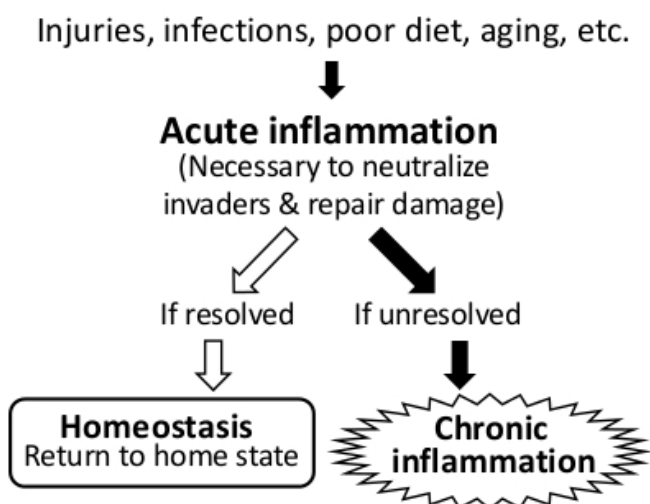 Injuries, infections, poor diet, aging, etc.
Acute inflammation
(Necessary to neutralize
invaders & repair damage)
If resolved
If unresolved
Homeostasis
Return to home state
Chronic
inflammation